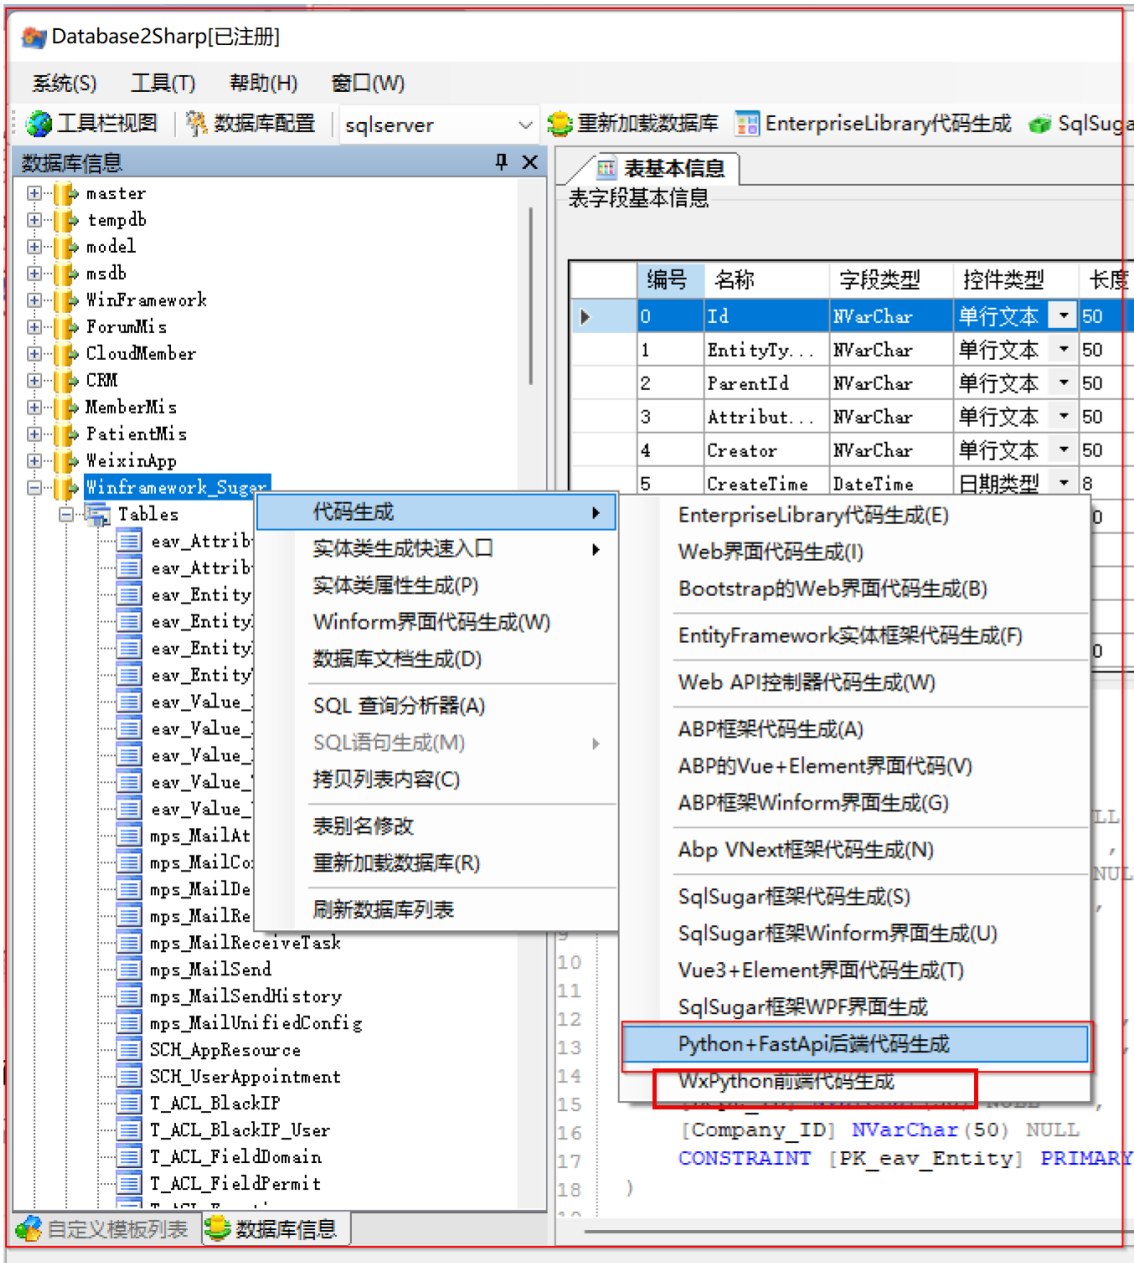 Database2Sharp[已注册]
系统(S) 工具(T) 帮助(H) 窗口(W)
工具栏视图 数据库配置 sqlserver 重新加载数据库 EnterpriseLibrary代码生成 SqlSuga
数据库信息
master
tempdb
model
msdb
WinFramework
ForumMis
CloudMember
CRM
MemberMis
PatientMis
WeixinApp
Winframework_Sugar
Tables
eav_Attrib
eav_Attrib
eav_Entity
eav_Entity
eav_Entity
eav_Entity
eav_Value_
eav_Value_
eav_Value_
eav_Value_
eav_Value_
mps_MailAt
mps_MailCo
mps_MailDe
mps_MailRe
mps_MailReceiveTask
mps_MailSend
mps_MailSendHistory
mps_MailUnifiedConfig
SCH_AppResource
SCH_UserAppointment
T_ACL_BlackIP
T_ACL_BlackIP_User
T_ACL_FieldDomain
T_ACL_FieldPermit
自定义模板列表 数据库信息
表基本信息
表字段基本信息
编号 名称 字段类型 控件类型 长度
0 Id NVarChar 单行文本 50
1 EntityTy... NVarChar 单行文本 50
2 ParentId NVarChar 单行文本 50
3 Attribut... NVarChar 单行文本 50
4 Creator NVarChar 单行文本 50
5 CreateTime DateTime 日期类型 8
代码生成
实体类生成快速入口
实体类属性生成(P)
Winform界面代码生成(W)
数据库文档生成(D)
SQL 查询分析器(A)
SQL语句生成(M)
拷贝列表内容(C)
表别名修改
重新加载数据库(R)
刷新数据库列表
EnterpriseLibrary代码生成(E)
Web界面代码生成(I)
Bootstrap的Web界面代码生成(B)
EntityFramework实体框架代码生成(F)
Web API控制器代码生成(W)
ABP框架代码生成(A)
ABP的Vue+Element界面代码(V)
ABP框架Winform界面生成(G)
Abp VNext框架代码生成(N)
SqlSugar框架代码生成(S)
SqlSugar框架Winform界面生成(U)
Vue3+Element界面代码生成(T)
SqlSugar框架WPF界面生成
Python+FastApi后端代码生成
WxPython前端代码生成
10
11
12
13
14
15
16 [Company_ID] NVarChar(50) NULL
17 CONSTRAINT [PK_eav_Entity] PRIMARY
18 )